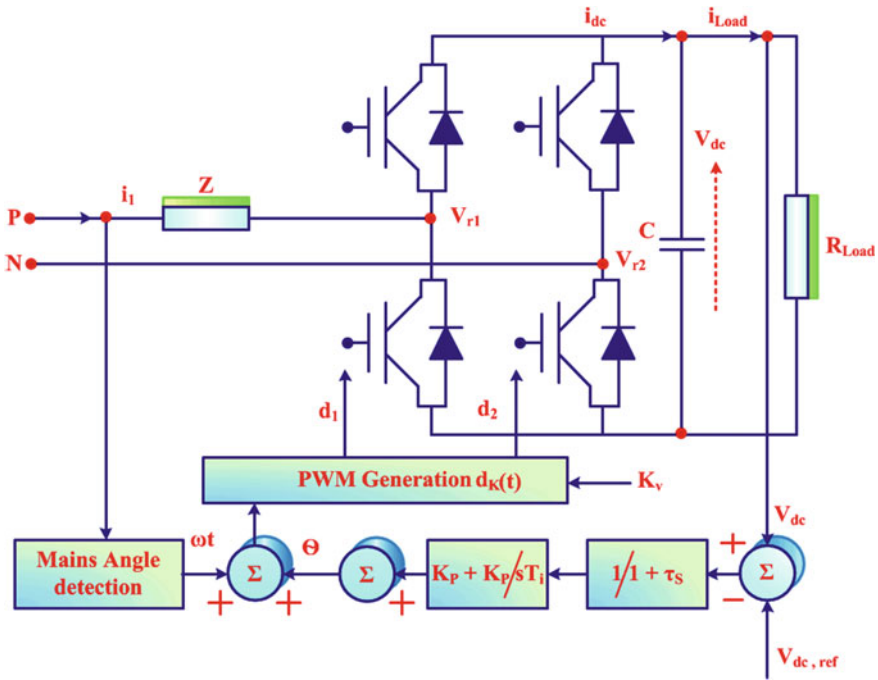 i_dc
i_Load
V_dc
P
i_1
Z
V_r1
C
R_Load
N
V_r2
d_1
d_2
PWM Generation d_K(t)
K_v
V_dc
Mains Angle
detection
ωt
+
Σ
+
Θ
Σ
+
K_P + K_P/sT_i
1/1 + τ_S
+
Σ
−
V_dc , ref